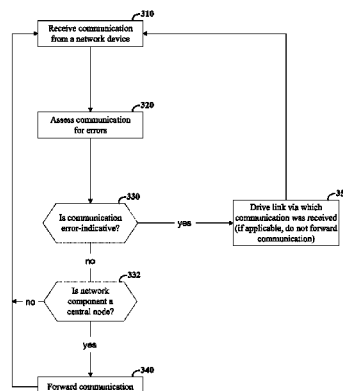 310
Receive communication
from a network device
320
Assess communication
for errors
330
Is communication
error-indicative?
yes
35
Drive link via which
communication was received
(if applicable, do not forward
communication)
no
332
Is network
component a
central node?
no
yes
340
Forward communication